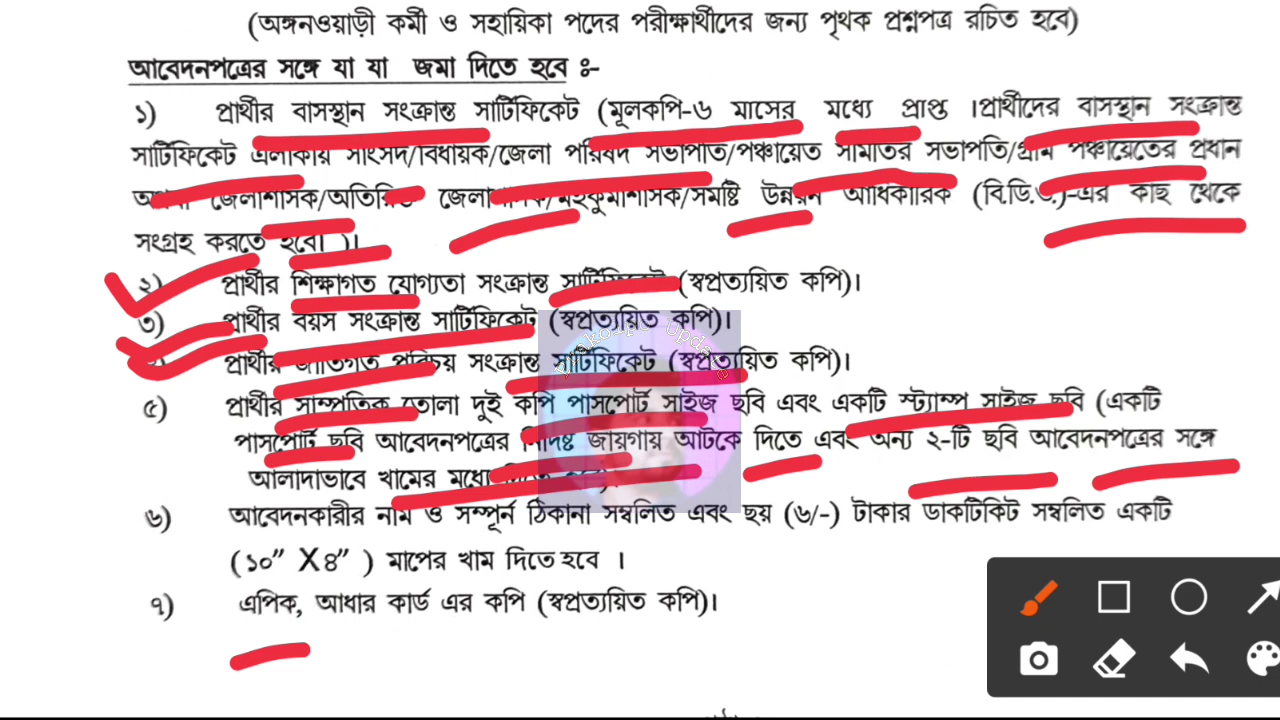 (অঙ্গনওয়াড়ী কর্মী ও সহায়িকা পদের পরীক্ষার্থীদের জন্য পৃথক প্রশ্নপত্র রচিত হবে)
আবেদনপত্রের সঙ্গে যা যা জমা দিতে হবে ঃ-
১) প্রার্থীর বাসস্থান সংক্রান্ত সার্টিফিকেট (মূলকপি-৬ মাসের মধ্যে প্রাপ্ত ।প্রার্থীদের বাসস্থান সংক্রান্ত
সার্টিফিকেট এলাকার সাংসদ/বিধায়ক/জেলা পরিষদ সভাপতি/পঞ্চায়েত সমিতির সভাপতি/গ্রাম পঞ্চায়েতের প্রধান
জেলাশাসক/অতিরিক্ত জেলাশাসক/মহকুমাশাসক/সমষ্টি উন্নয়ন আধিকারিক (বি.ডি.ও.)-এর কাছ থেকে
সংগ্রহ করতে হবে। )।
২) প্রার্থীর শিক্ষাগত যোগ্যতা সংক্রান্ত সার্টিফিকেট (স্বপ্রত্যয়িত কপি)।
৩) প্রার্থীর বয়স সংক্রান্ত সার্টিফিকেট (স্বপ্রত্যয়িত কপি)।
প্রার্থীর জাতিগত পরিচয় সংক্রান্ত সার্টিফিকেট (স্বপ্রত্যয়িত কপি)।
৫) প্রার্থীর সাম্প্রতিক তোলা দুই কপি পাসপোর্ট সাইজ ছবি এবং একটি স্ট্যাম্প সাইজ ছবি (একটি
পাসপোর্ট ছবি আবেদনপত্রের নির্দিষ্ট জায়গায় আটকে দিতে এবং অন্য ২-টি ছবি আবেদনপত্রের সঙ্গে
আলাদাভাবে খামের মধ্যে দিতে হবে)।
৬) আবেদনকারীর নাম ও সম্পূর্ন ঠিকানা সম্বলিত এবং ছয় (৬/-) টাকার ডাকটিকিট সম্বলিত একটি
(১০” X৪” ) মাপের খাম দিতে হবে ।
৭) এপিক, আধার কার্ড এর কপি (স্বপ্রত্যয়িত কপি)।